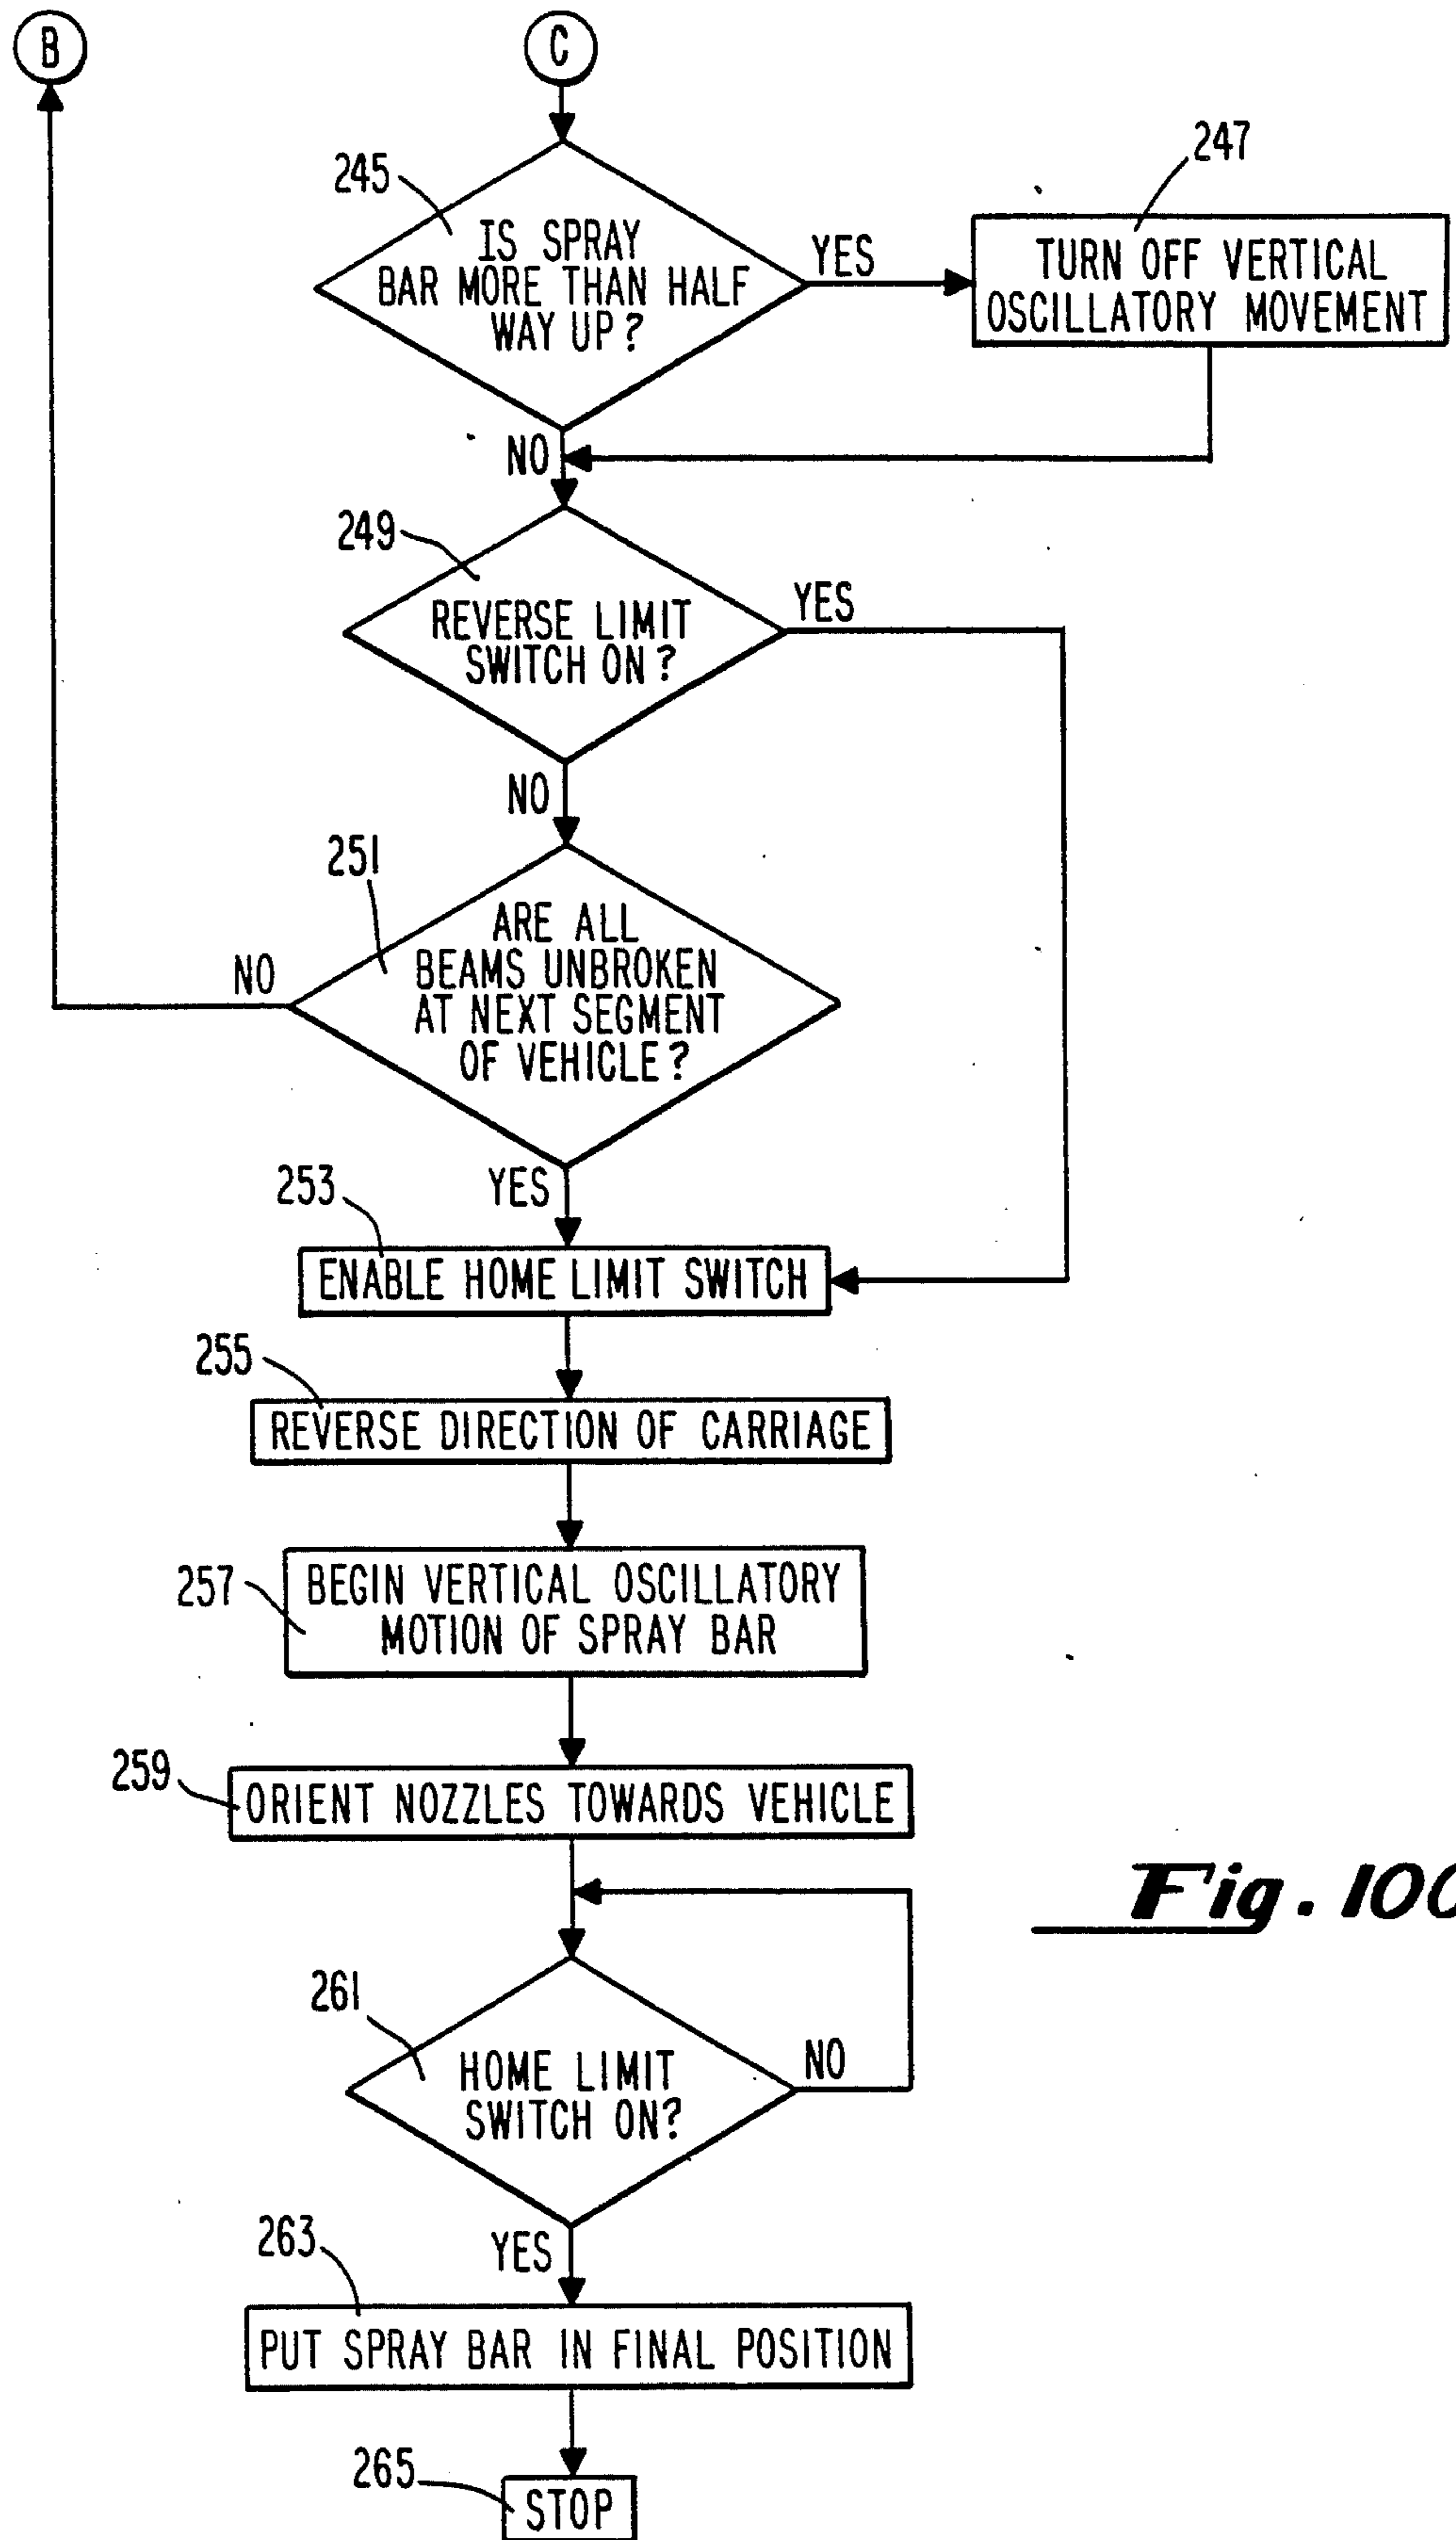 B
C
245
IS SPRAY
BAR MORE THAN HALF
WAY UP?
YES
247
TURN OFF VERTICAL
OSCILLATORY MOVEMENT
NO
249
REVERSE LIMIT
SWITCH ON?
YES
NO
251
ARE ALL
BEAMS UNBROKEN
AT NEXT SEGMENT
OF VEHICLE?
NO
YES
253
ENABLE HOME LIMIT SWITCH
255
REVERSE DIRECTION OF CARRIAGE
257
BEGIN VERTICAL OSCILLATORY
MOTION OF SPRAY BAR
259
ORIENT NOZZLES TOWARDS VEHICLE
Fig. 10C
261
HOME LIMIT
SWITCH ON?
NO
YES
263
PUT SPRAY BAR IN FINAL POSITION
265
STOP